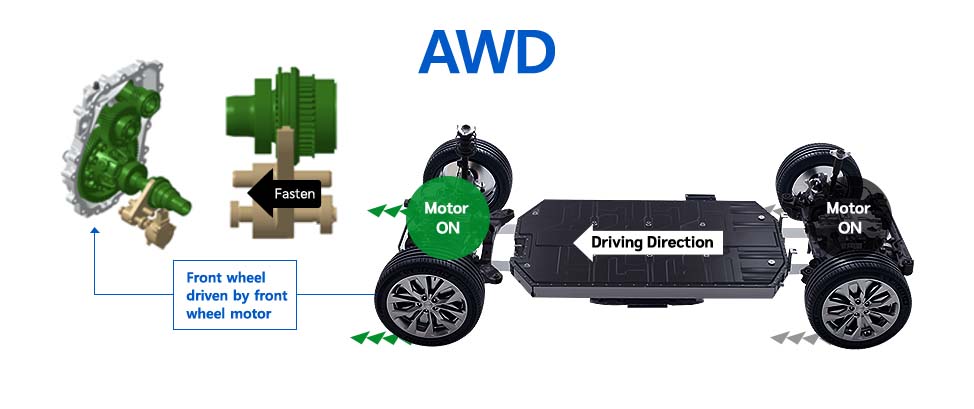 AWD
Fasten
Motor
ON
Driving Direction
Motor
ON
Front wheel
driven by front
wheel motor